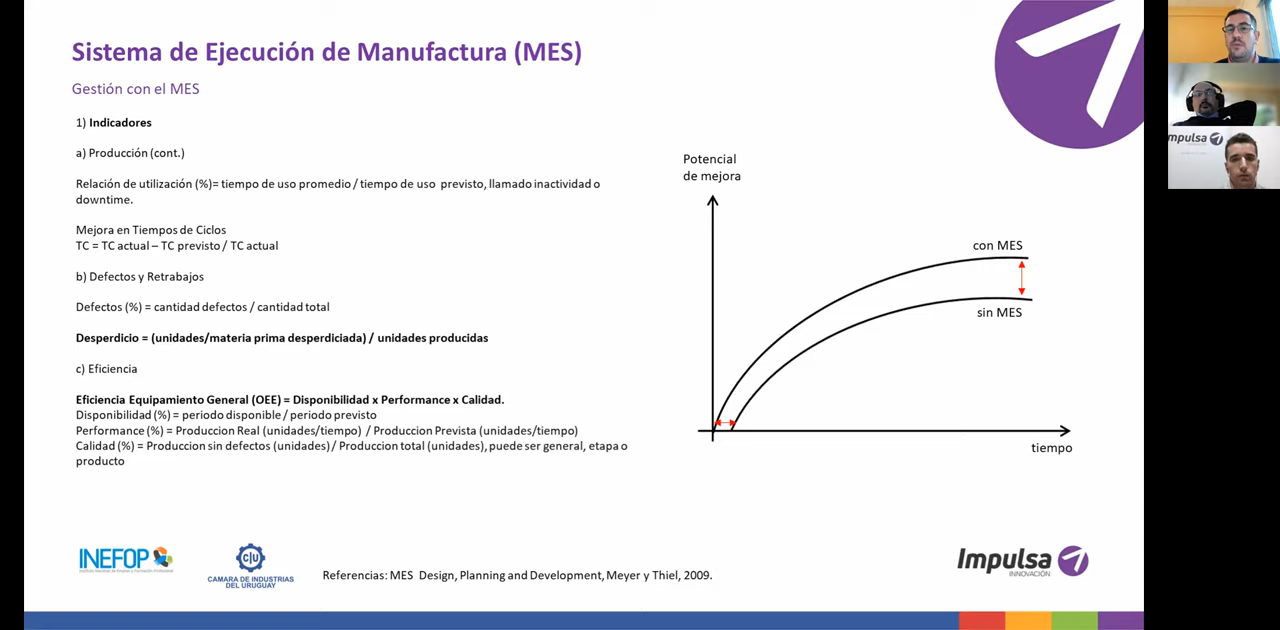 Sistema de Ejecución de Manufactura (MES)
Gestión con el MES
1) Indicadores
a) Producción (cont.)
Relación de utilización (%)= tiempo de uso promedio / tiempo de uso previsto, llamado inactividad o
downtime.
Mejora en Tiempos de Ciclos
TC = TC actual – TC previsto / TC actual
b) Defectos y Retrabajos
Defectos (%) = cantidad defectos / cantidad total
Desperdicio = (unidades/materia prima desperdiciada) / unidades producidas
c) Eficiencia
Eficiencia Equipamiento General (OEE) = Disponibilidad x Performance x Calidad.
Disponibilidad (%) = periodo disponible / periodo previsto
Performance (%) = Produccion Real (unidades/tiempo) / Produccion Prevista (unidades/tiempo)
Calidad (%) = Produccion sin defectos (unidades) / Produccion total (unidades), puede ser general, etapa o
producto
Potencial
de mejora
con MES
sin MES
tiempo
INEFOP
CIU
CAMARA DE INDUSTRIAS
DEL URUGUAY
Referencias: MES Design, Planning and Development, Meyer y Thiel, 2009.
Impulsa
INNOVACIÓN
mpulsa